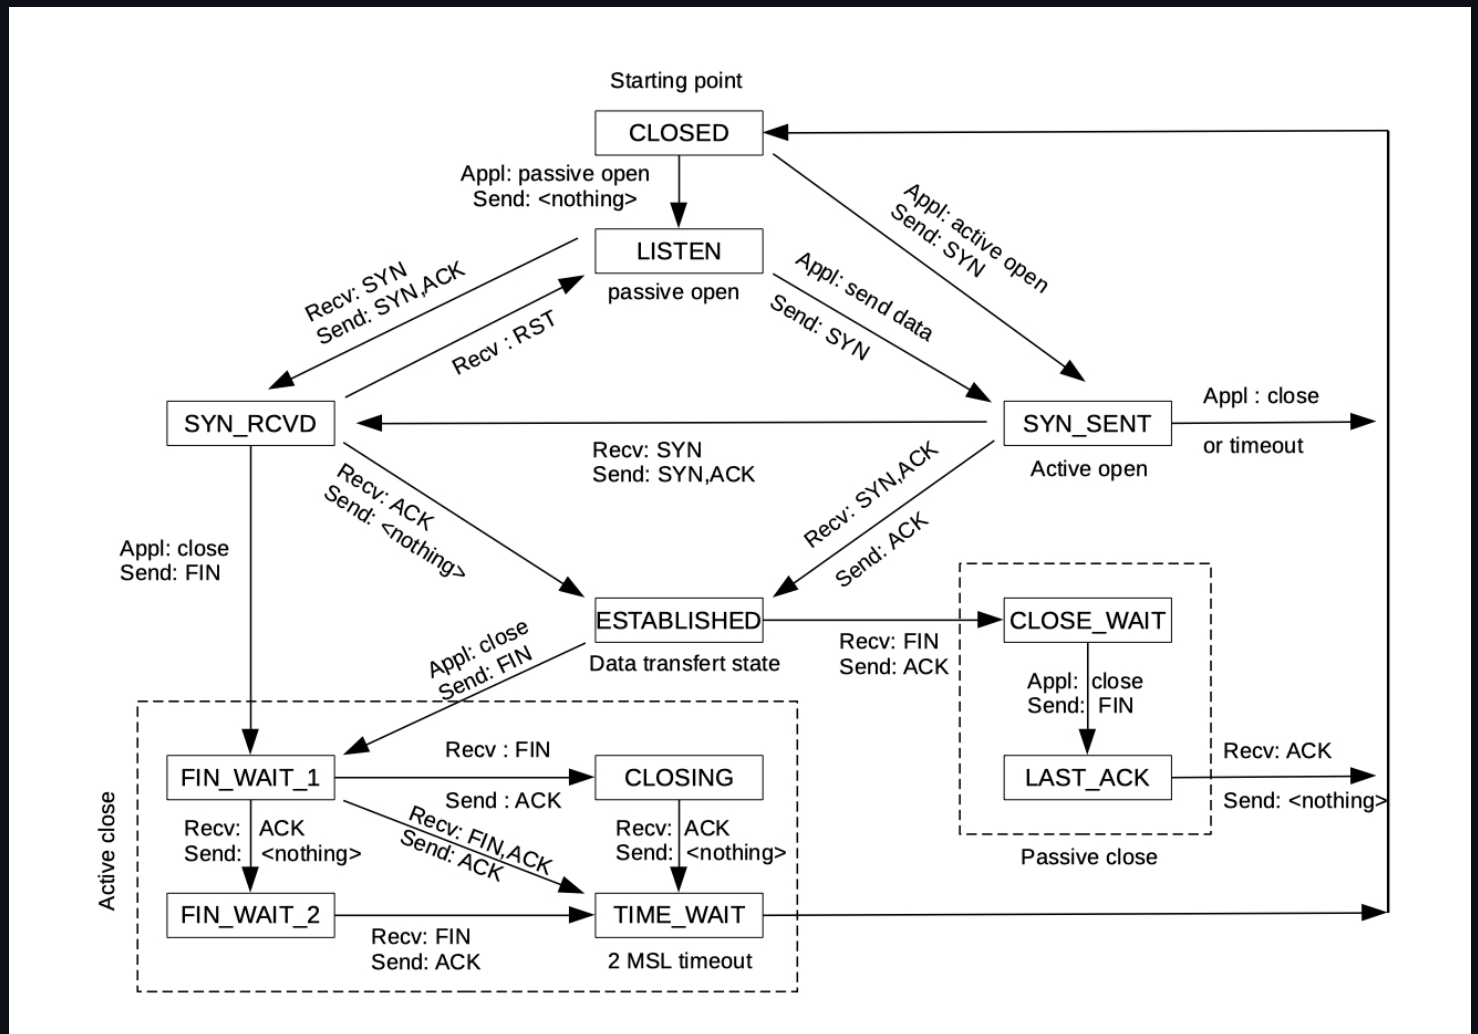 Starting point
CLOSED
Appl: passive open
Send: <nothing>
Appl: active open
Send: SYN
LISTEN
passive open
Recv: SYN
Send: SYN,ACK
Recv : RST
Appl: send data
Send: SYN
SYN_RCVD
SYN_SENT
Active open
Appl : close
or timeout
Recv: SYN
Send: SYN,ACK
Recv: ACK
Send: <nothing>
Recv: SYN,ACK
Send: ACK
Appl: close
Send: FIN
ESTABLISHED
Data transfert state
Recv: FIN
Send: ACK
CLOSE_WAIT
Appl: close
Send: FIN
Appl: close
Send: FIN
LAST_ACK
Recv: ACK
Send: <nothing>
Passive close
Active close
FIN_WAIT_1
Recv : FIN
Send : ACK
CLOSING
Recv: ACK
Send: <nothing>
Recv: FIN,ACK
Send: ACK
Recv: ACK
Send: <nothing>
FIN_WAIT_2
Recv: FIN
Send: ACK
TIME_WAIT
2 MSL timeout